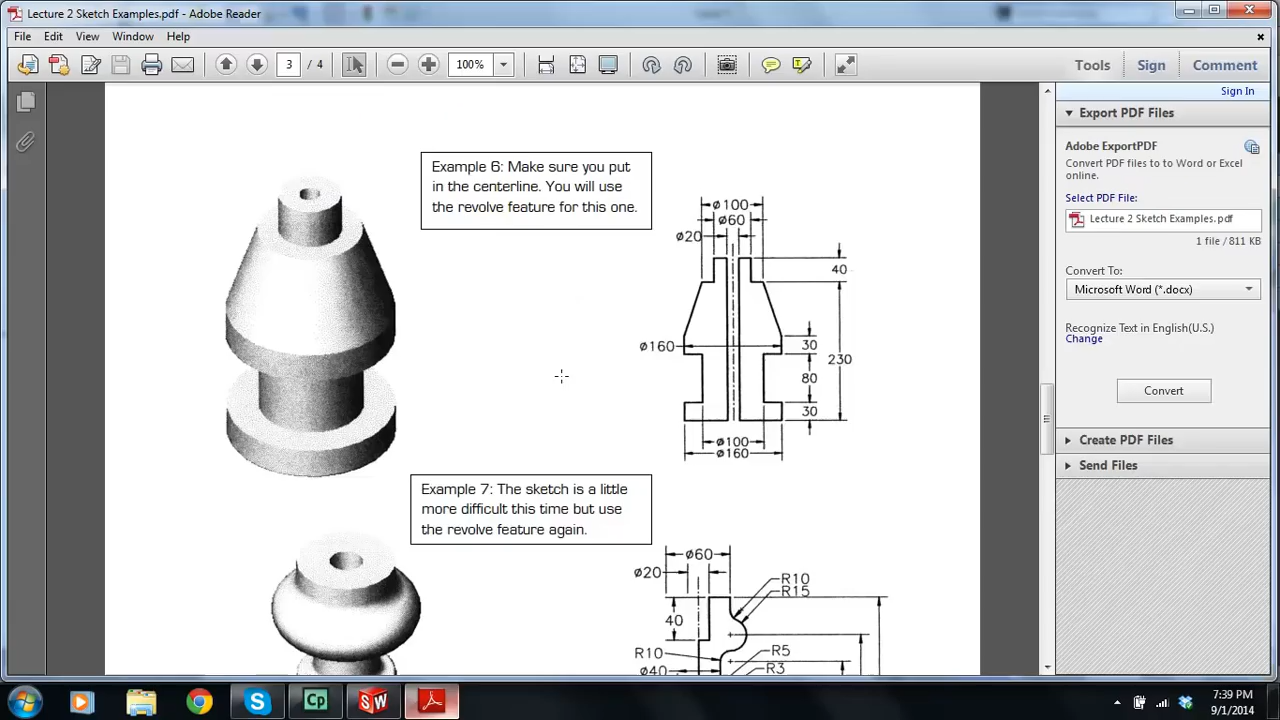 Lecture 2 Sketch Examples.pdf - Adobe Reader
File Edit View Window Help
3 / 4
100%
Tools
Sign
Comment
Sign In
Export PDF Files
Adobe ExportPDF
Convert PDF files to to Word or Excel
online.
Select PDF File:
Lecture 2 Sketch Examples.pdf
1 file / 811 KB
Convert To:
Microsoft Word (*.docx)
Recognize Text in English(U.S.)
Change
Convert
Create PDF Files
Send Files
Example 6: Make sure you put
in the centerline. You will use
the revolve feature for this one.
ø100
ø60
ø20
40
ø160
30
230
80
30
ø100
ø160
Example 7: The sketch is a little
more difficult this time but use
the revolve feature again.
ø60
ø20
R10
R15
40
R10
R5
ø40
R3
7:39 PM
9/1/2014